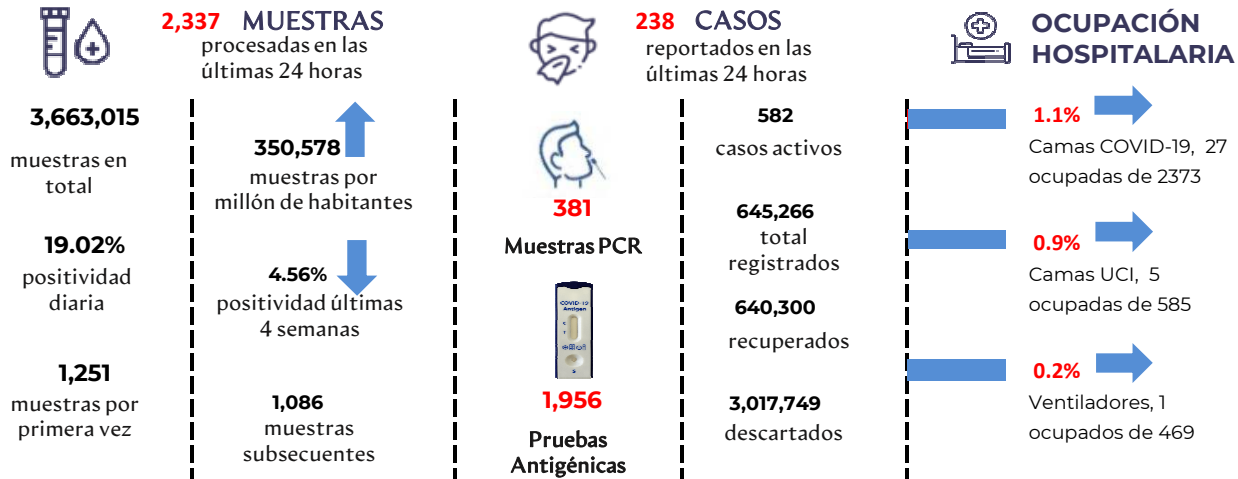 2,337 MUESTRAS
procesadas en las
últimas 24 horas
238 CASOS
reportados en las
últimas 24 horas
OCUPACIÓN
HOSPITALARIA
3,663,015
muestras en
total
19.02%
positividad
diaria
1,251
muestras por
primera vez
350,578
muestras por
millón de habitantes
4.56%
positividad últimas
4 semanas
1,086
muestras
subsecuentes
381
Muestras PCR
COVID-19
Antigen
C
T
S
1,956
Pruebas
Antigénicas
582
casos activos
645,266
total
registrados
640,300
recuperados
3,017,749
descartados
1.1%
Camas COVID-19, 27
ocupadas de 2373
0.9%
Camas UCI, 5
ocupadas de 585
0.2%
Ventiladores, 1
ocupados de 469